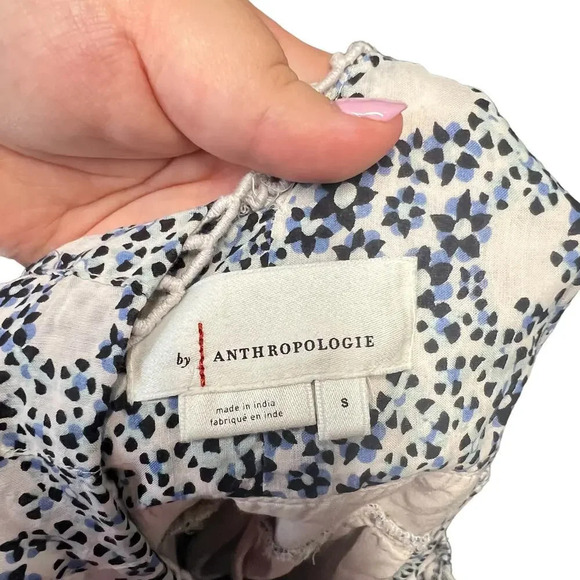 by ANTHROPOLOGIE
made in india
fabriqué en inde
S